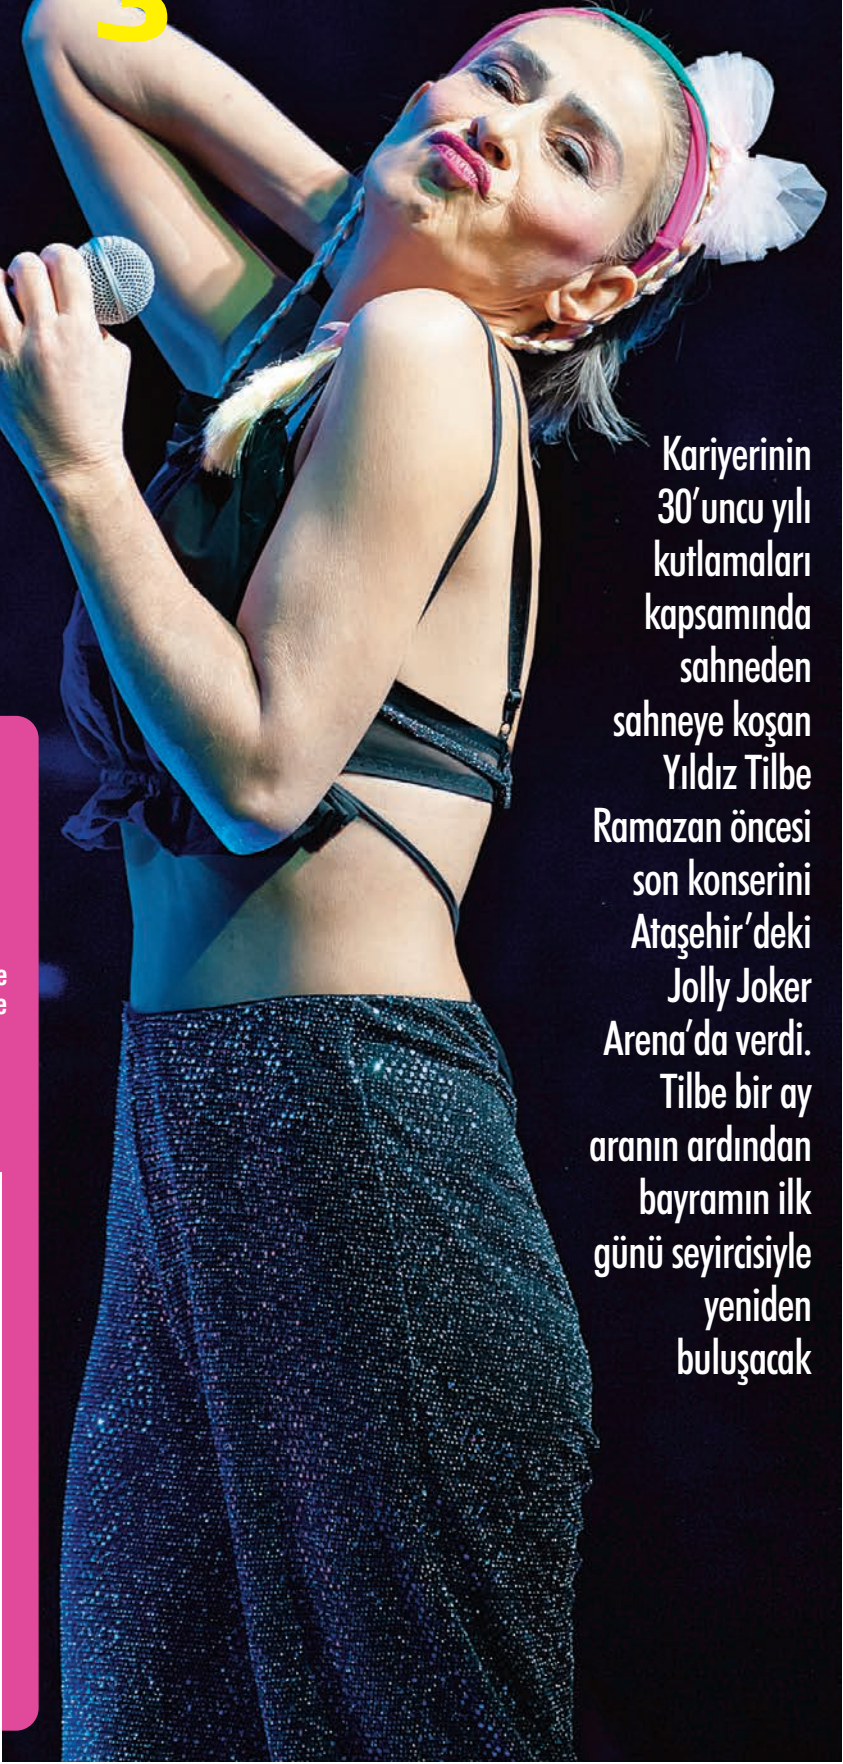 3
Kariyerinin
30'uncu yılı
kutlamaları
kapsamında
sahneden
sahneye koşan
Yıldız Tilbe
Ramazan öncesi
son konserini
Ataşehir'deki
Jolly Joker
Arena'da verdi.
Tilbe bir ay
aranın ardından
bayramın ilk
günü seyircisiyle
yeniden
buluşacak
e
e